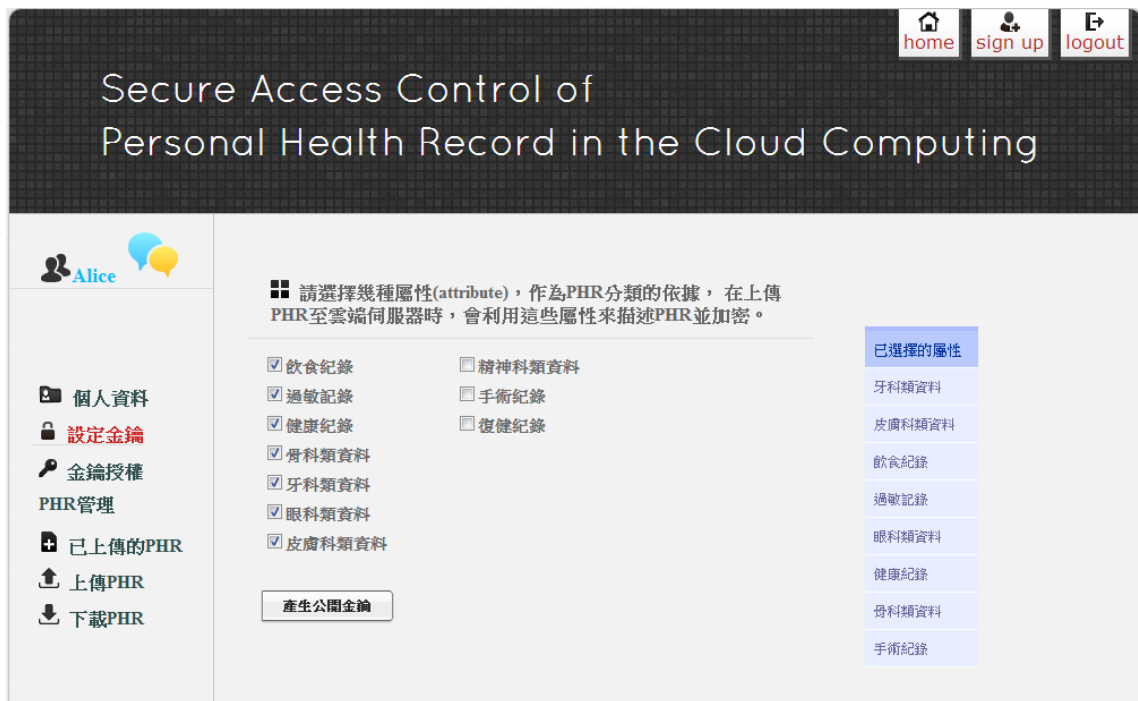 home sign up logout
Secure Access Control of
Personal Health Record in the Cloud Computing
Alice
個人資料
設定金鑰
金鑰授權
PHR管理
已上傳的PHR
上傳PHR
下載PHR
請選擇幾種屬性(attribute)，作為PHR分類的依據， 在上傳
PHR至雲端伺服器時，會利用這些屬性來描述PHR並加密。
飲食紀錄 精神科類資料
過敏記錄 手術紀錄
健康紀錄 復健紀錄
骨科類資料
牙科類資料
眼科類資料
皮膚科類資料
產生公開金鑰
已選擇的屬性
牙科類資料
皮膚科類資料
飲食紀錄
過敏記錄
眼科類資料
健康紀錄
骨科類資料
手術紀錄